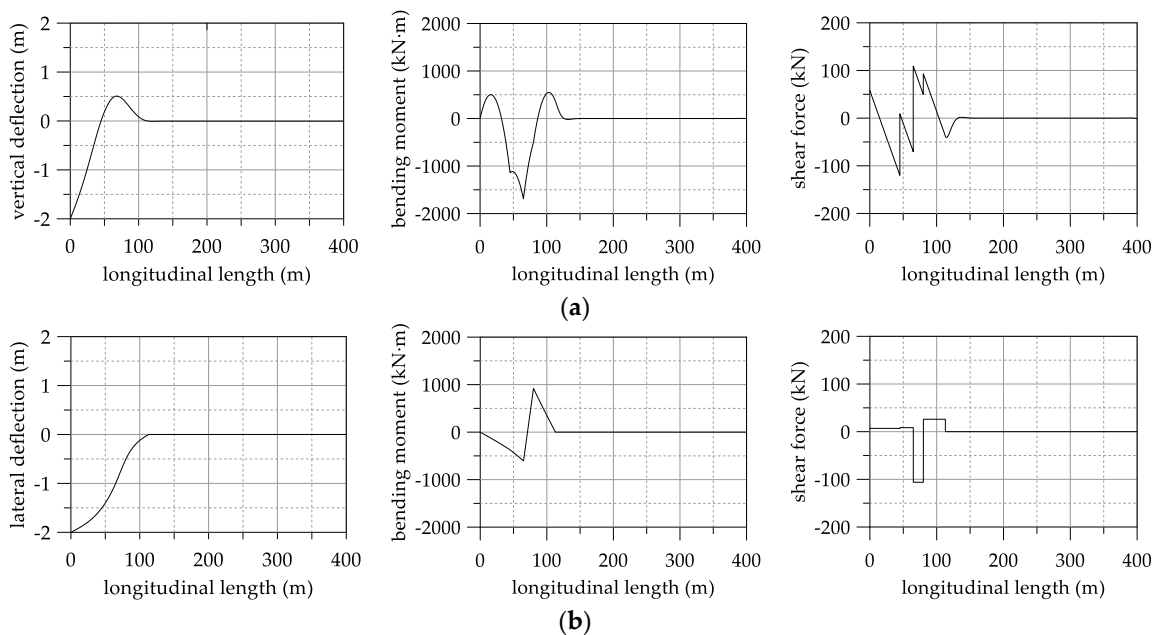 vertical deflection (m)
2
1
0
-1
-2
0 100 200 300 400
longitudinal length (m)
bending moment (kN·m)
2000
1000
0
-1000
-2000
0 100 200 300 400
longitudinal length (m)
shear force (kN)
200
100
0
-100
-200
0 100 200 300 400
longitudinal length (m)
(a)
lateral deflection (m)
2
1
0
-1
-2
0 100 200 300 400
longitudinal length (m)
bending moment (kN·m)
2000
1000
0
-1000
-2000
0 100 200 300 400
longitudinal length (m)
shear force (kN)
200
100
0
-100
-200
0 100 200 300 400
longitudinal length (m)
(b)